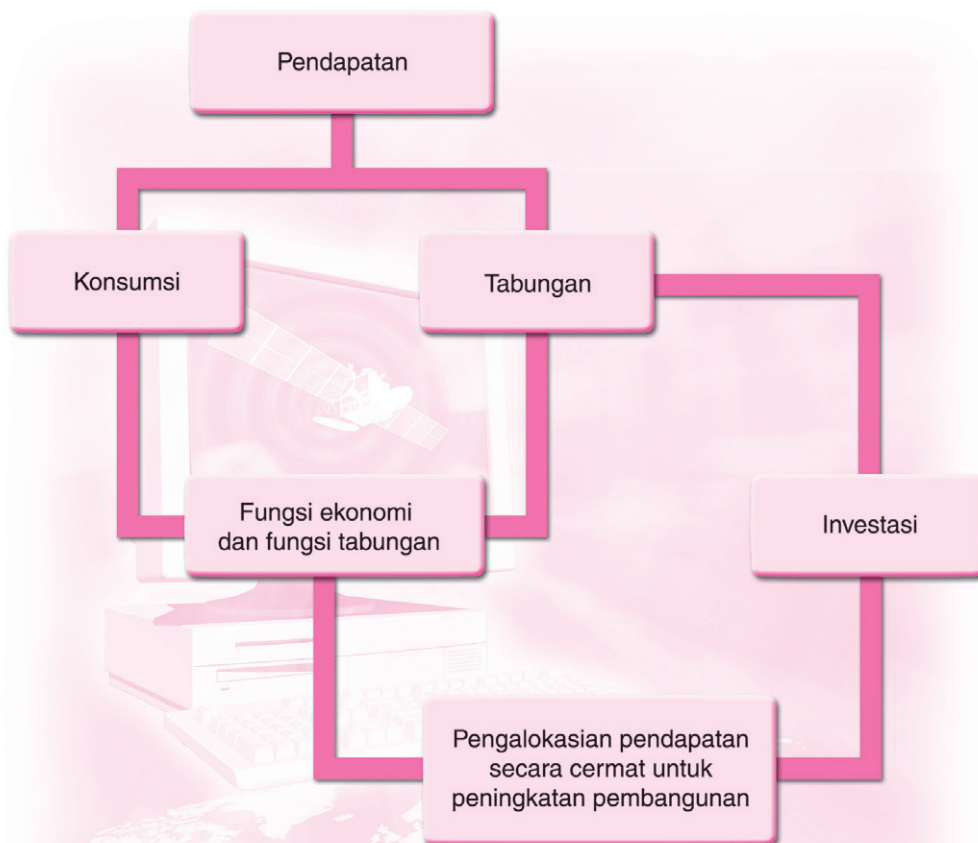 Pendapatan
Konsumsi
Tabungan
Fungsi ekonomi
dan fungsi tabungan
Investasi
Pengalokasian pendapatan
secara cermat untuk
peningkatan pembangunan